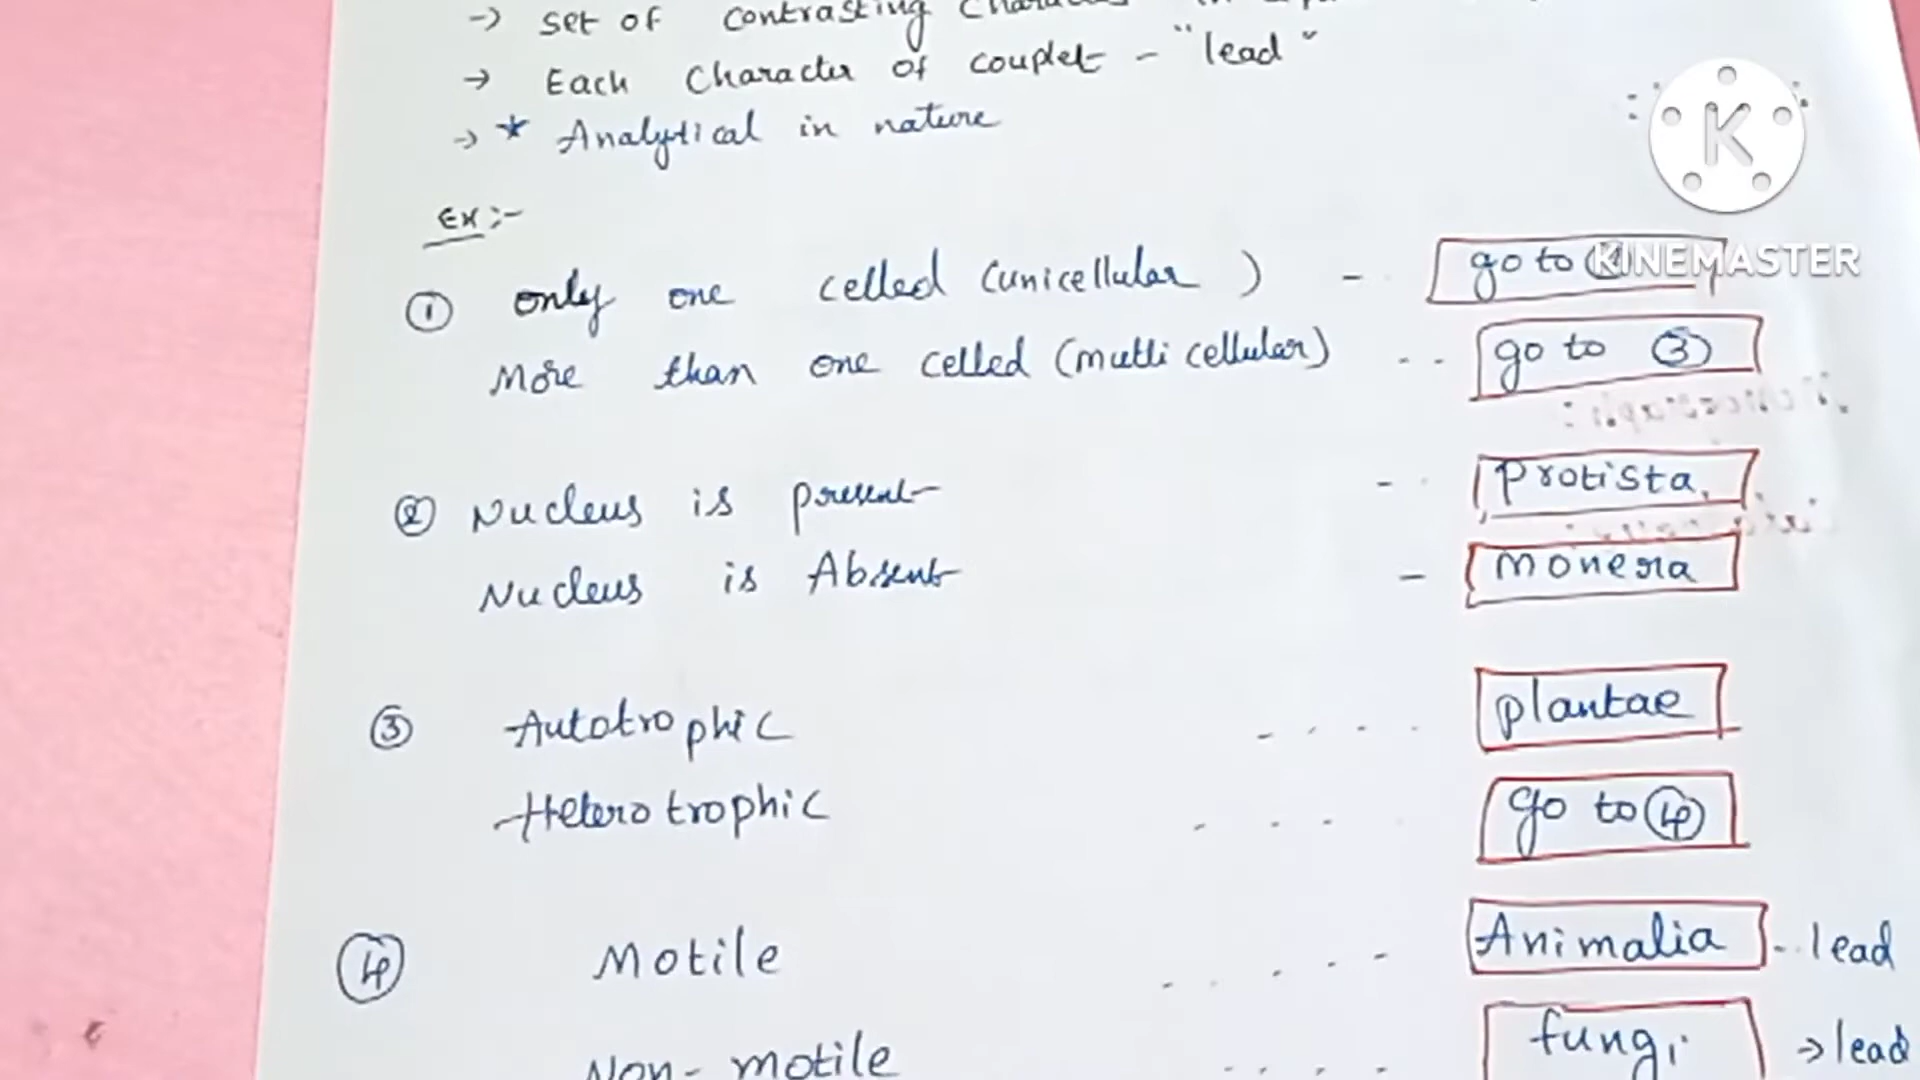 → Set of contrasting
→ Each Character of couplet - "lead"
→ * Analytical in nature
Ex :-
① only one celled (unicellular) - go to
More than one celled (multi cellular) - - go to ③
② Nucleus is present - Protista
Nucleus is Absent - monera
③ Autotrophic - - - - plantae
Heterotrophic - - - - go to ④
④ Motile - - - - - Animalia - lead
Non-motile - - - - fungi → lead
K
KINEMASTER